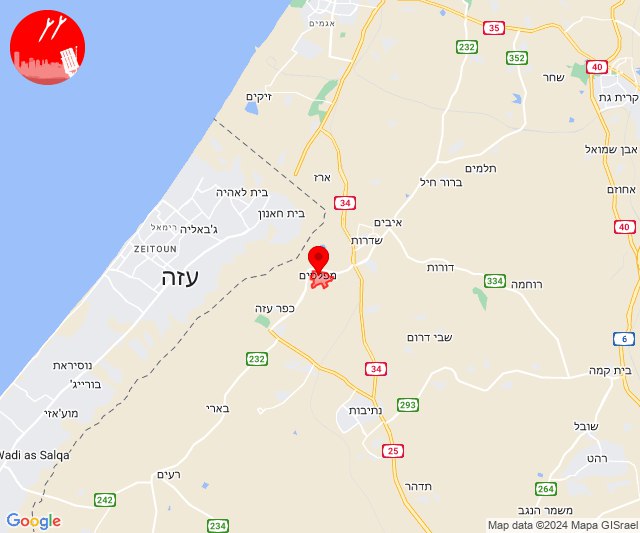 אגמים
35
232
352
40
שחר
קרית גת
זיקים
אבן שמואל
תלמים
ארז
ברור חיל
אחוזם
בית לאהיה
34
בית חאנון
איבים
40
ג'באליה
רימאל
שדרות
ZEITOUN
דורות
עזה
מפלסים
334
רוחמה
כפר עזה
שבי דרום
6
232
נוסיראת
34
בית קמה
בורייג'
293
בארי
נתיבות
מוע'אזי
שובל
25
Wadi as Salqa
רהט
רעים
תדהר
264
242
משמר הנגב
234
Google
Map data ©2024 Mapa GISrael